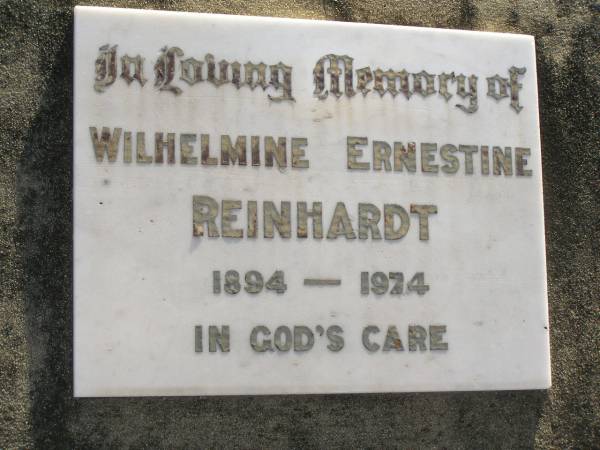 In Loving Memory of
WILHELMINE ERNESTINE
REINHARDT
1894 — 1974
IN GOD'S CARE